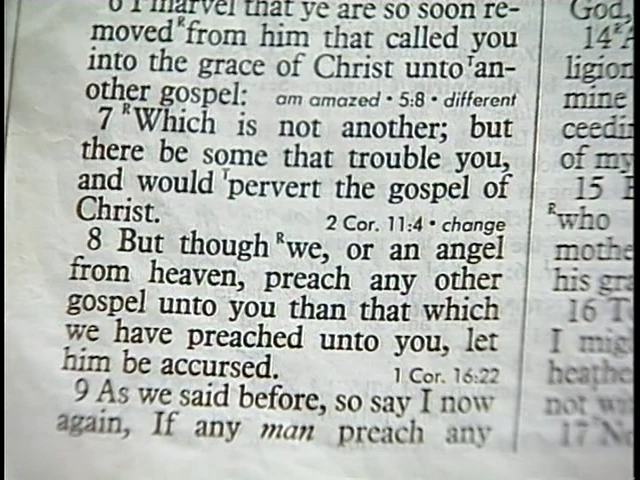 6 I marvel that ye are so soon re-
moved R from him that called you
into the grace of Christ unto T an-
other gospel: am amazed • 5:8 • different
7 R Which is not another; but
there be some that trouble you,
and would T pervert the gospel of
Christ. 2 Cor. 11:4 • change
8 But though R we, or an angel
from heaven, preach any other
gospel unto you than that which
we have preached unto you, let
him be accursed. 1 Cor. 16:22
9 As we said before, so say I now
again, If any man preach any
God,
14 R
ligion
mine
ceedi
of my
15
R who
mothe
his gra
16 T
I mig
heathe
not
17